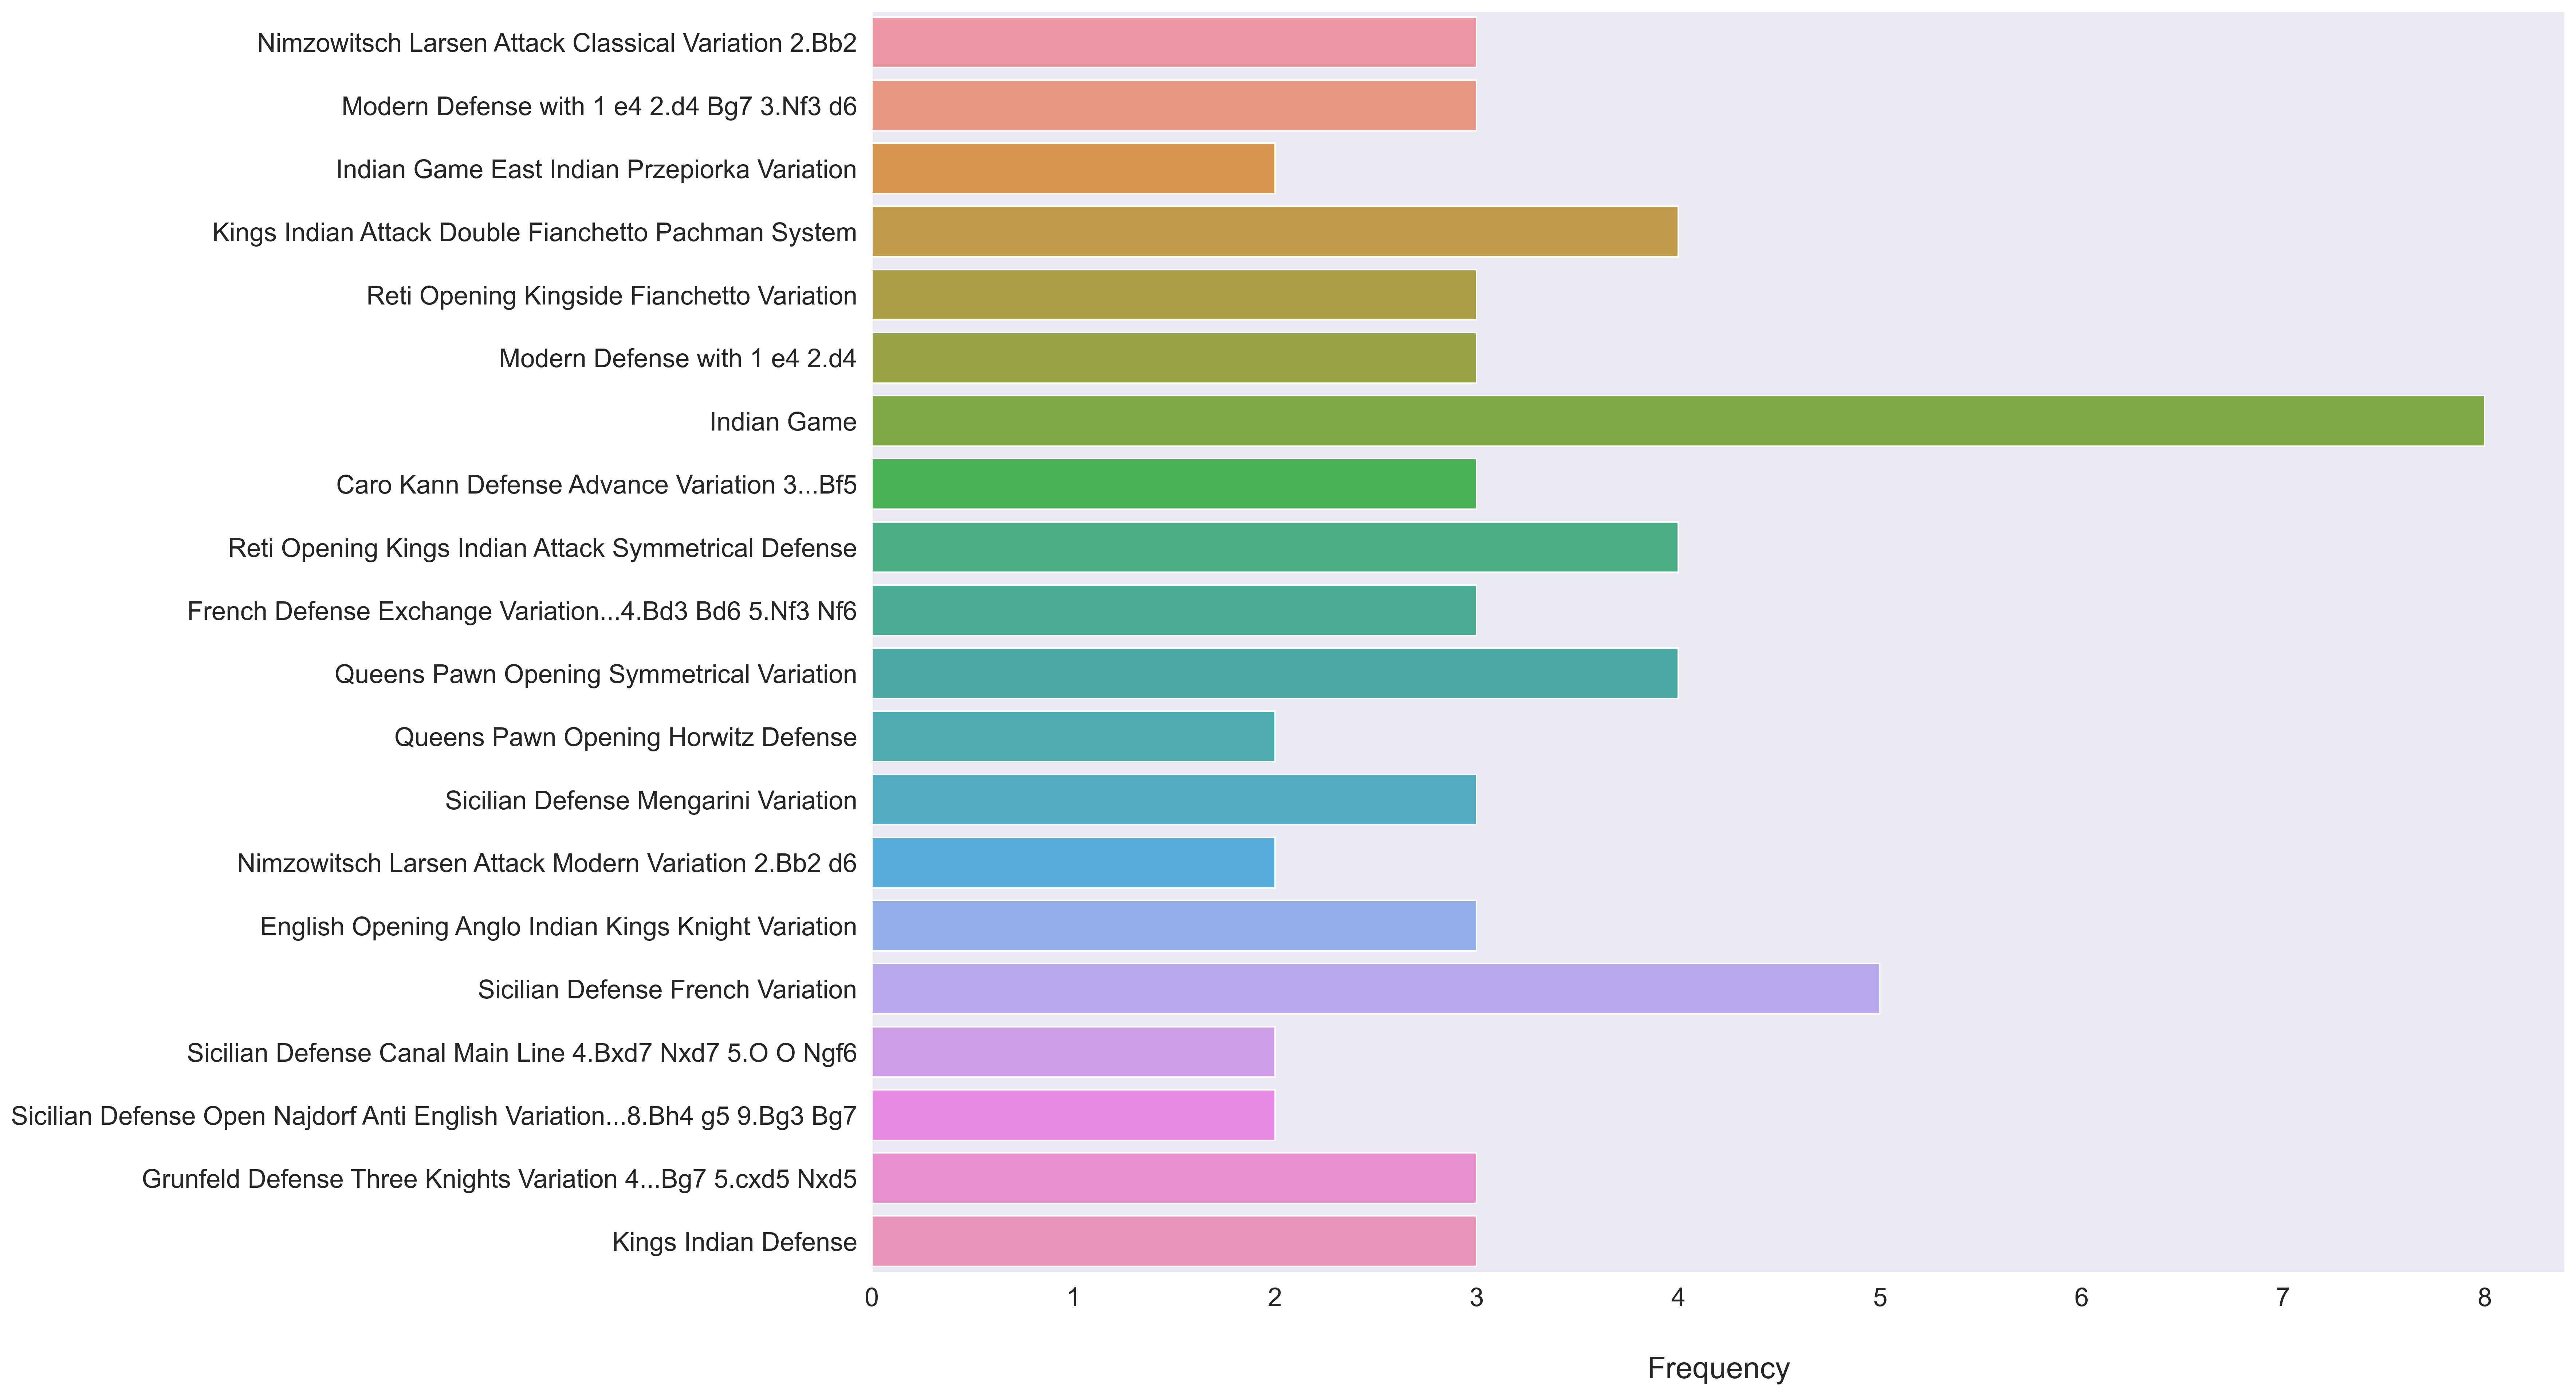 Nimzowitsch Larsen Attack Classical Variation 2.Bb2
Modern Defense with 1 e4 2.d4 Bg7 3.Nf3 d6
Indian Game East Indian Przepiorka Variation
Kings Indian Attack Double Fianchetto Pachman System
Reti Opening Kingside Fianchetto Variation
Modern Defense with 1 e4 2.d4
Indian Game
Caro Kann Defense Advance Variation 3...Bf5
Reti Opening Kings Indian Attack Symmetrical Defense
French Defense Exchange Variation...4.Bd3 Bd6 5.Nf3 Nf6
Queens Pawn Opening Symmetrical Variation
Queens Pawn Opening Horwitz Defense
Sicilian Defense Mengarini Variation
Nimzowitsch Larsen Attack Modern Variation 2.Bb2 d6
English Opening Anglo Indian Kings Knight Variation
Sicilian Defense French Variation
Sicilian Defense Canal Main Line 4.Bxd7 Nxd7 5.O O Ngf6
Sicilian Defense Open Najdorf Anti English Variation...8.Bh4 g5 9.Bg3 Bg7
Grunfeld Defense Three Knights Variation 4...Bg7 5.cxd5 Nxd5
Kings Indian Defense
0 1 2 3 4 5 6 7 8
Frequency